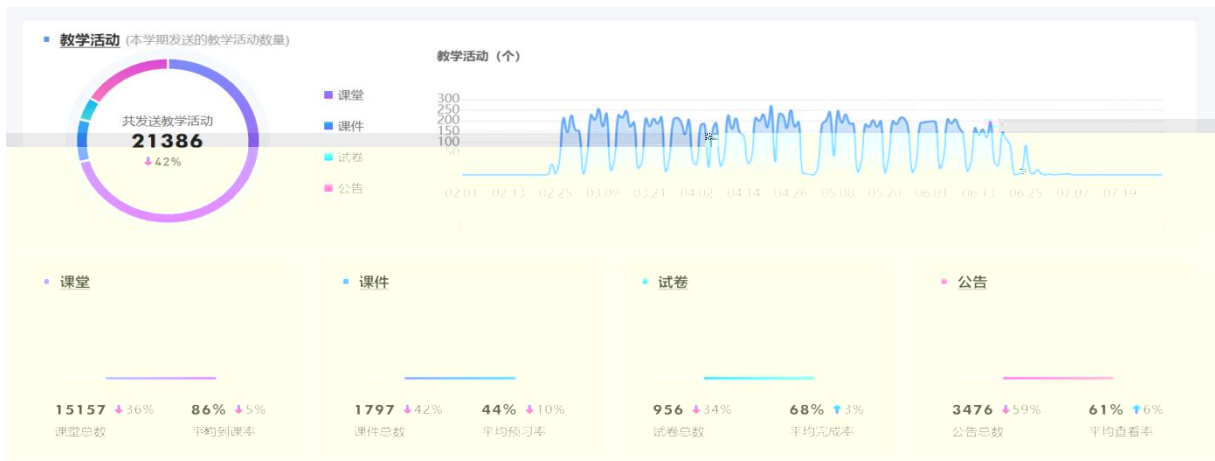 教学活动 (本学期发送的教学活动数量)
共发送教学活动
21386
42%
课堂
课件
试卷
公告
教学活动（个）
300
250
200
150
100
50
02.01 02.13 02.25 03.09 03.21 04.02 04.14 04.26 05.08 05.20 06.01 06.13 06.25 07.07 07.19
课堂
15157 36% 86% 5%
课堂总数 平均到课率
课件
1797 42% 44% 10%
课件总数 平均预习率
试卷
956 34% 68% 3%
试卷总数 平均完成率
公告
3476 59% 61% 6%
公告总数 平均查看率